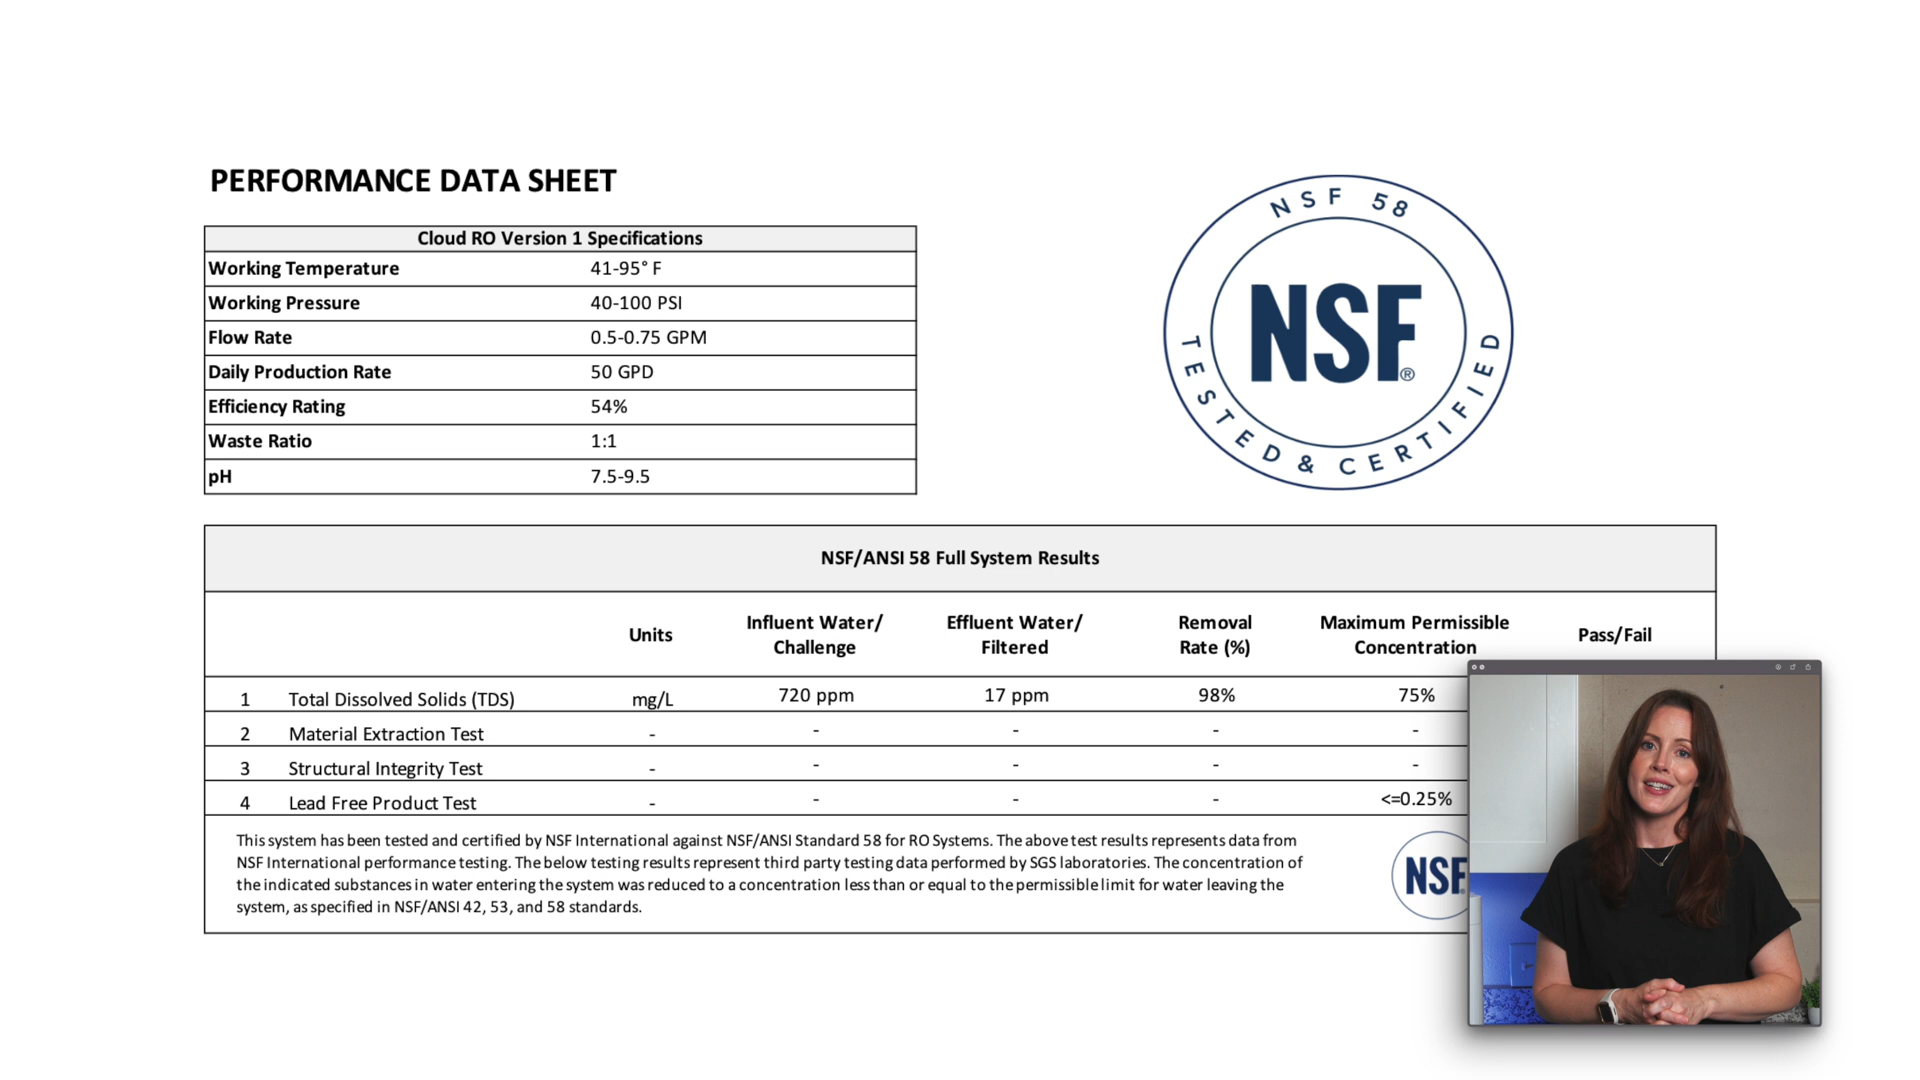 PERFORMANCE DATA SHEET
Cloud RO Version 1 Specifications
Working Temperature 41-95° F
Working Pressure 40-100 PSI
Flow Rate 0.5-0.75 GPM
Daily Production Rate 50 GPD
Efficiency Rating 54%
Waste Ratio 1:1
pH 7.5-9.5
NSF 58
NSF®
TESTED & CERTIFIED
NSF/ANSI 58 Full System Results
Units Influent Water/ Challenge Effluent Water/ Filtered Removal Rate (%) Maximum Permissible Concentration Pass/Fail
1 Total Dissolved Solids (TDS) mg/L 720 ppm 17 ppm 98% 75%
2 Material Extraction Test - - - - -
3 Structural Integrity Test - - - - -
4 Lead Free Product Test - - - - <=0.25%
This system has been tested and certified by NSF International against NSF/ANSI Standard 58 for RO Systems. The above test results represents data from
NSF International performance testing. The below testing results represent third party testing data performed by SGS laboratories. The concentration of
the indicated substances in water entering the system was reduced to a concentration less than or equal to the permissible limit for water leaving the
system, as specified in NSF/ANSI 42, 53, and 58 standards.
NSF